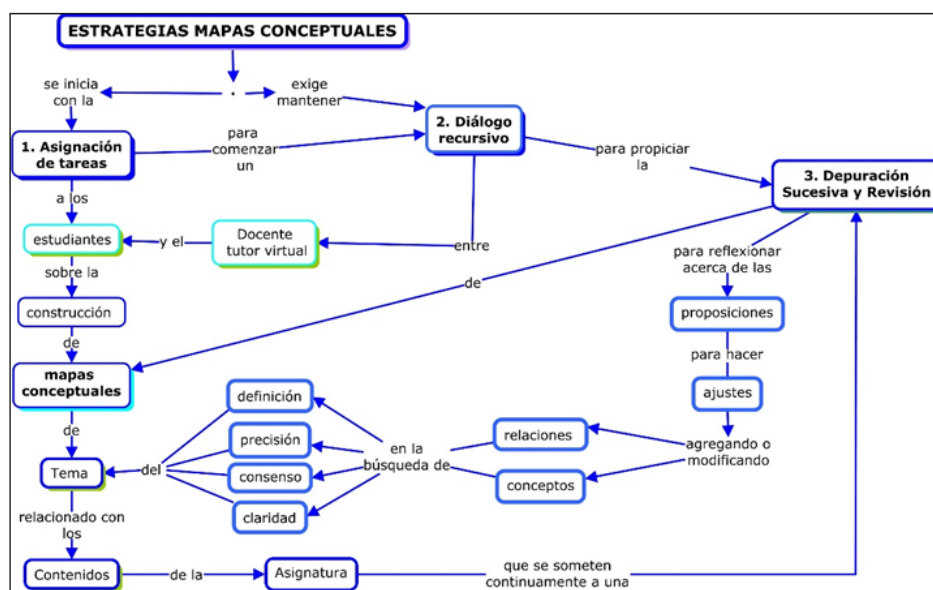 ESTRATEGIAS MAPAS CONCEPTUALES
se inicia
con la
.
exige
mantener
1. Asignación
de tareas
para
comenzar
un
2. Diálogo
recursivo
para propiciar
la
3. Depuración
Sucesiva y Revisión
a los
estudiantes
y el
Docente
tutor virtual
entre
sobre la
construcción
de
mapas
conceptuales
de
para reflexionar
acerca de las
proposiciones
para hacer
ajustes
agregando o
modificando
relaciones
conceptos
en la
búsqueda de
definición
precisión
consenso
claridad
del
de
Tema
relacionado con
los
Contenidos
de la
Asignatura
que se someten
continuamente a una